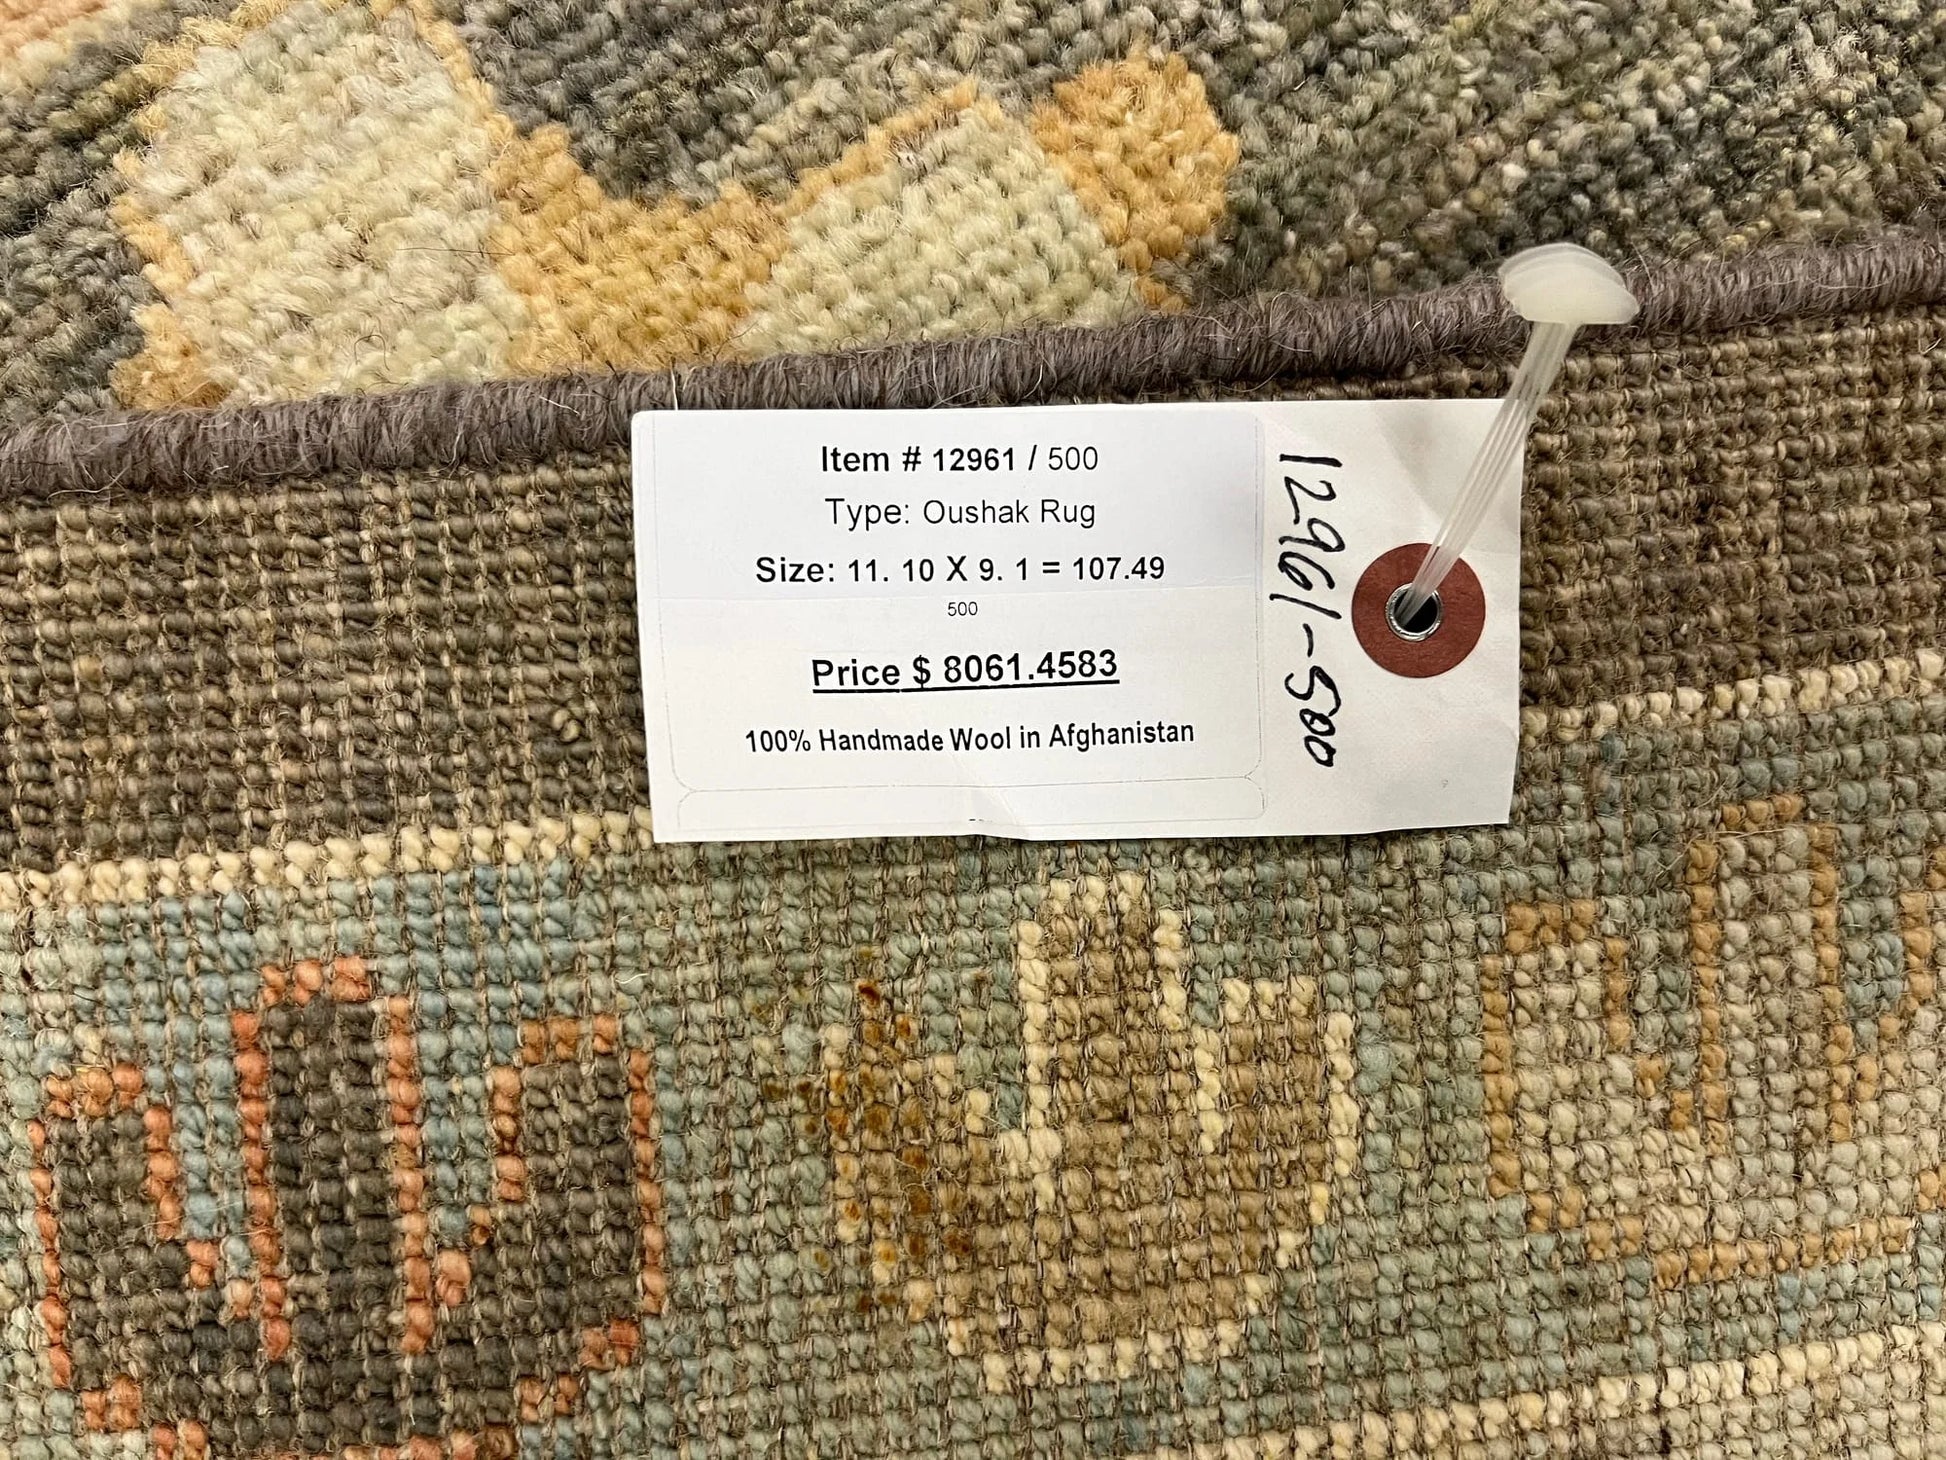 Item # 12961 / 500
Type: Oushak Rug
Size: 11. 10 X 9. 1 = 107.49
500
Price $ 8061.4583
100% Handmade Wool in Afghanistan
12961-500